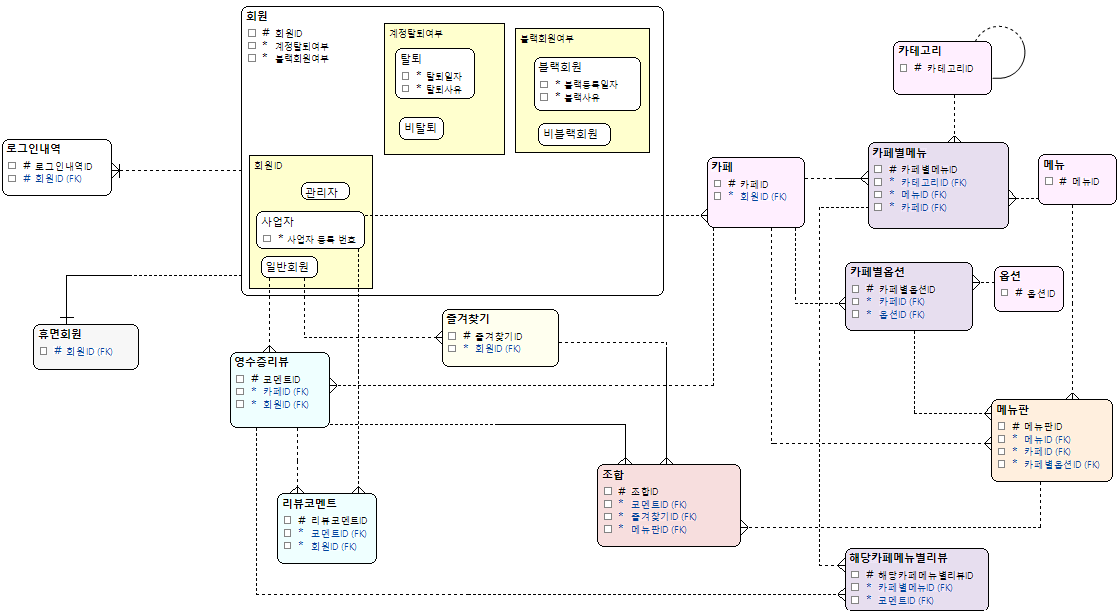 회원
# 회원ID
* 계정탈퇴여부
* 블랙회원여부
계정탈퇴여부
탈퇴
* 탈퇴일자
* 탈퇴사유
비탈퇴
블랙회원여부
블랙회원
* 블랙등록일자
* 블랙사유
비블랙회원
회원ID
관리자
사업자
* 사업자 등록 번호
일반회원
로그인내역
# 로그인내역ID
# 회원ID (FK)
휴면회원
# 회원ID (FK)
카테고리
# 카테고리ID
카페
# 카페ID
* 회원ID (FK)
카페별메뉴
# 카페별메뉴ID
* 카테고리ID (FK)
* 메뉴ID (FK)
* 카페ID (FK)
메뉴
# 메뉴ID
카페별옵션
# 카페별옵션ID
* 카페ID (FK)
* 옵션ID (FK)
옵션
# 옵션ID
즐겨찾기
# 즐겨찾기ID
* 회원ID (FK)
영수증리뷰
# 코멘트ID
* 카페ID (FK)
* 회원ID (FK)
메뉴판
# 메뉴판ID
* 메뉴ID (FK)
* 카페ID (FK)
* 카페별옵션ID (FK)
조합
# 조합ID
* 코멘트ID (FK)
* 즐겨찾기ID (FK)
* 메뉴판ID (FK)
리뷰코멘트
# 리뷰코멘트ID
* 코멘트ID (FK)
* 회원ID (FK)
해당카페메뉴별리뷰
# 해당카페메뉴별리뷰ID
* 카페별메뉴ID (FK)
* 코멘트ID (FK)